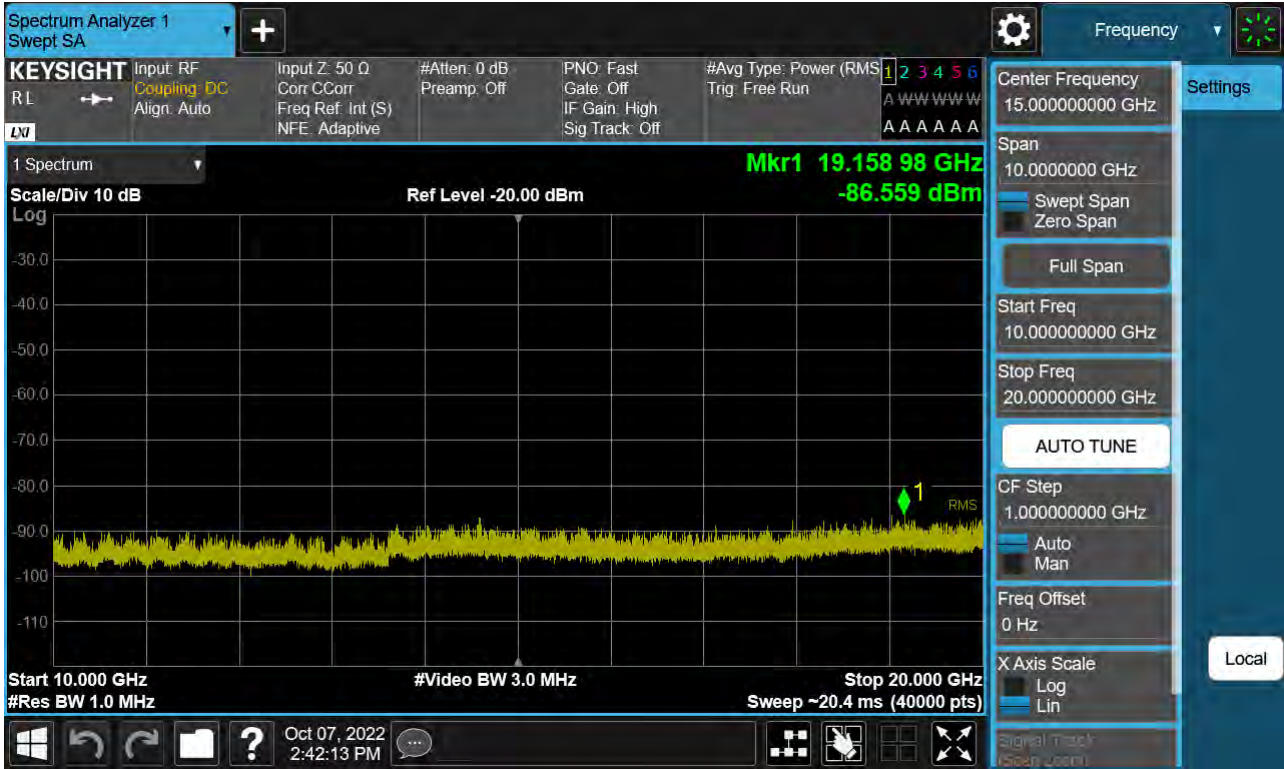 Spectrum Analyzer 1
Swept SA
Frequency
KEYSIGHT
R L
LXI
Input: RF
Coupling: DC
Align: Auto
Input Z: 50 Ω
Corr CCorr
Freq Ref: Int (S)
NFE: Adaptive
#Atten: 0 dB
Preamp: Off
PNO: Fast
Gate: Off
IF Gain: High
Sig Track: Off
#Avg Type: Power (RMS
Trig: Free Run
1 2 3 4 5 6
A W W W W W
A A A A A A
1 Spectrum
Scale/Div 10 dB
Ref Level -20.00 dBm
Mkr1 19.158 98 GHz
-86.559 dBm
Log
-30.0
-40.0
-50.0
-60.0
-70.0
-80.0
-90.0
-100
-110
1
RMS
Start 10.000 GHz
#Video BW 3.0 MHz
Stop 20.000 GHz
#Res BW 1.0 MHz
Sweep ~20.4 ms (40000 pts)
Center Frequency
15.000000000 GHz
Settings
Span
10.0000000 GHz
Swept Span
Zero Span
Full Span
Start Freq
10.000000000 GHz
Stop Freq
20.000000000 GHz
AUTO TUNE
CF Step
1.000000000 GHz
Auto
Man
Freq Offset
0 Hz
X Axis Scale
Log
Lin
Local
Signal Track
(Span Zoom)
?
Oct 07, 2022
2:42:13 PM